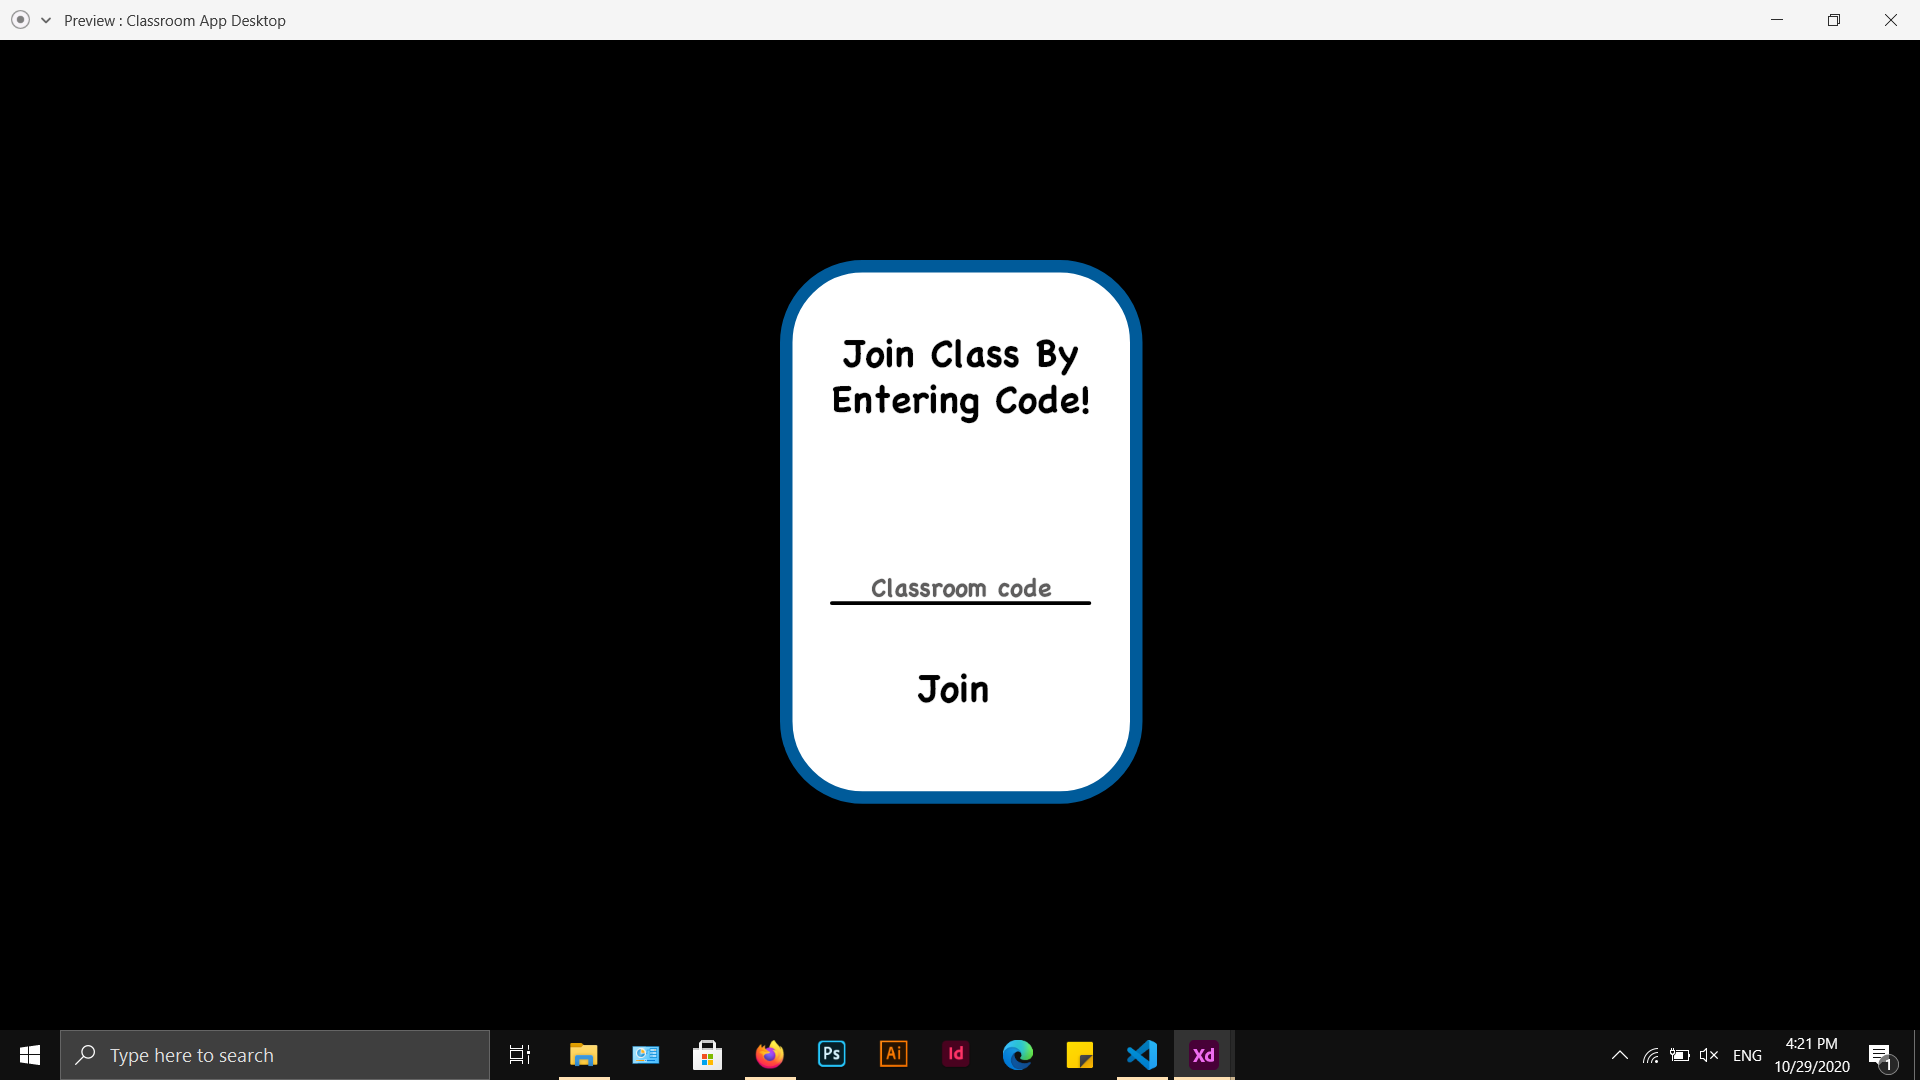 Preview : Classroom App Desktop
Join Class By
Entering Code!
Classroom code
Join
Type here to search
Ps
Ai
Id
Xd
ENG
4:21 PM
10/29/2020
1